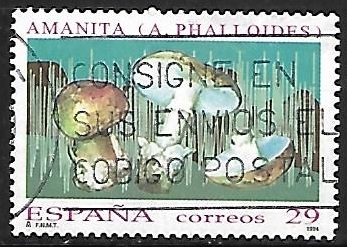 AMANITA (A. PHALLOIDES)
CONSIGNE EN
SUS ENVIOS EL
CODIGO POSTAL
ESPAÑA correos 29
F.N.M.T. 1994